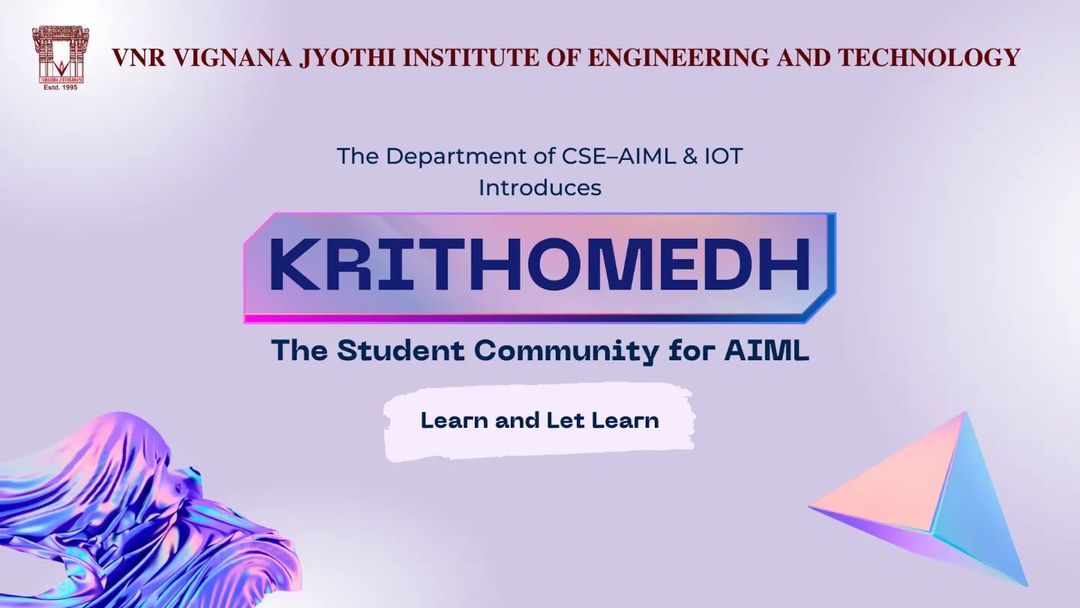 VNR VIGNANA JYOTHI INSTITUTE OF ENGINEERING AND TECHNOLOGY
Estd. 1995
The Department of CSE–AIML & IOT
Introduces
KRITHOMEDH
The Student Community for AIML
Learn and Let Learn